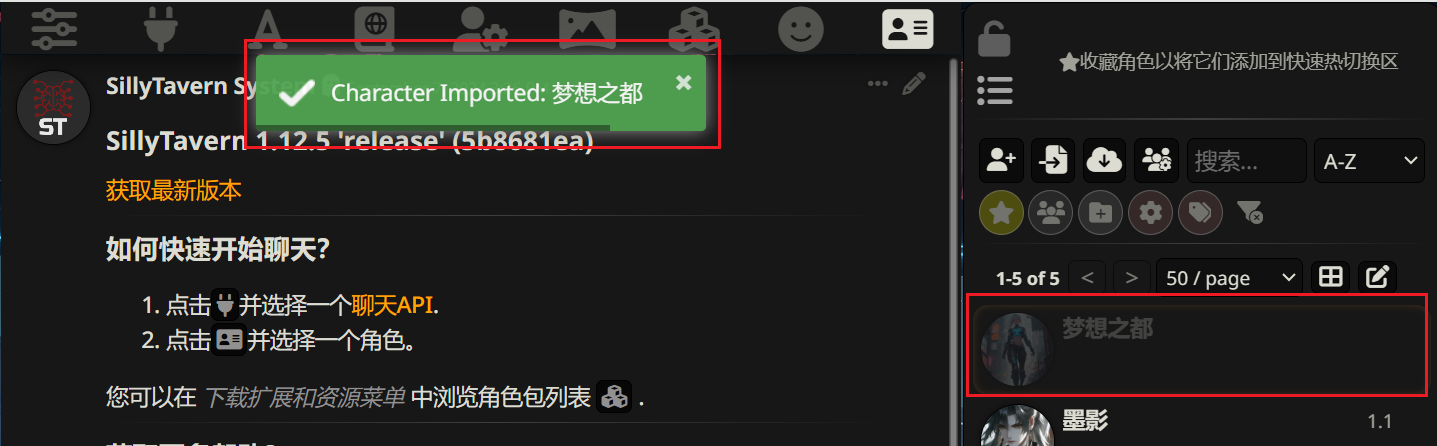 SillyTavern Syste
Character Imported: 梦想之都
ST
SillyTavern 1.12.5 'release' (5b8681ea)
获取最新版本
如何快速开始聊天?
1. 点击并选择一个聊天API.
2. 点击并选择一个角色。
您可以在 下载扩展和资源菜单 中浏览角色包列表 .
收藏角色以将它们添加到快速热切换区
搜索...
A-Z
1-5 of 5
<
>
50 / page
梦想之都
墨影
1.1